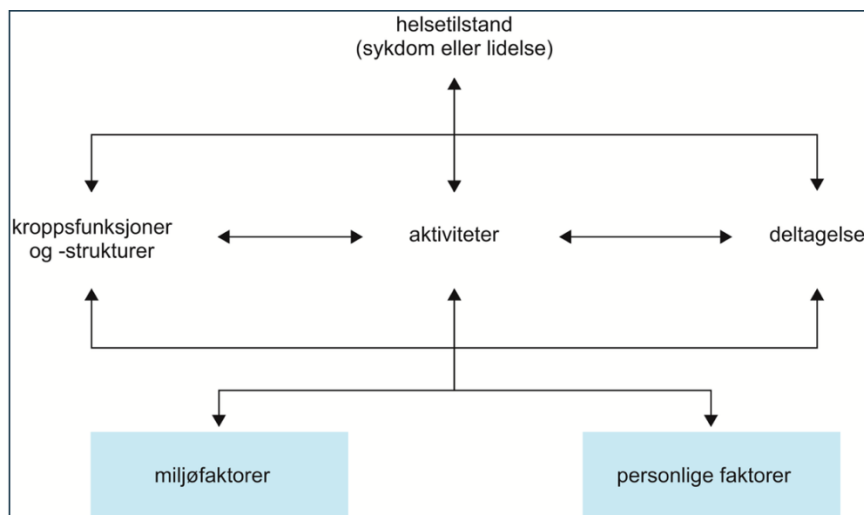 helsetilstand
(sykdom eller lidelse)
kroppsfunksjoner
og -strukturer
aktiviteter
deltagelse
miljøfaktorer
personlige faktorer